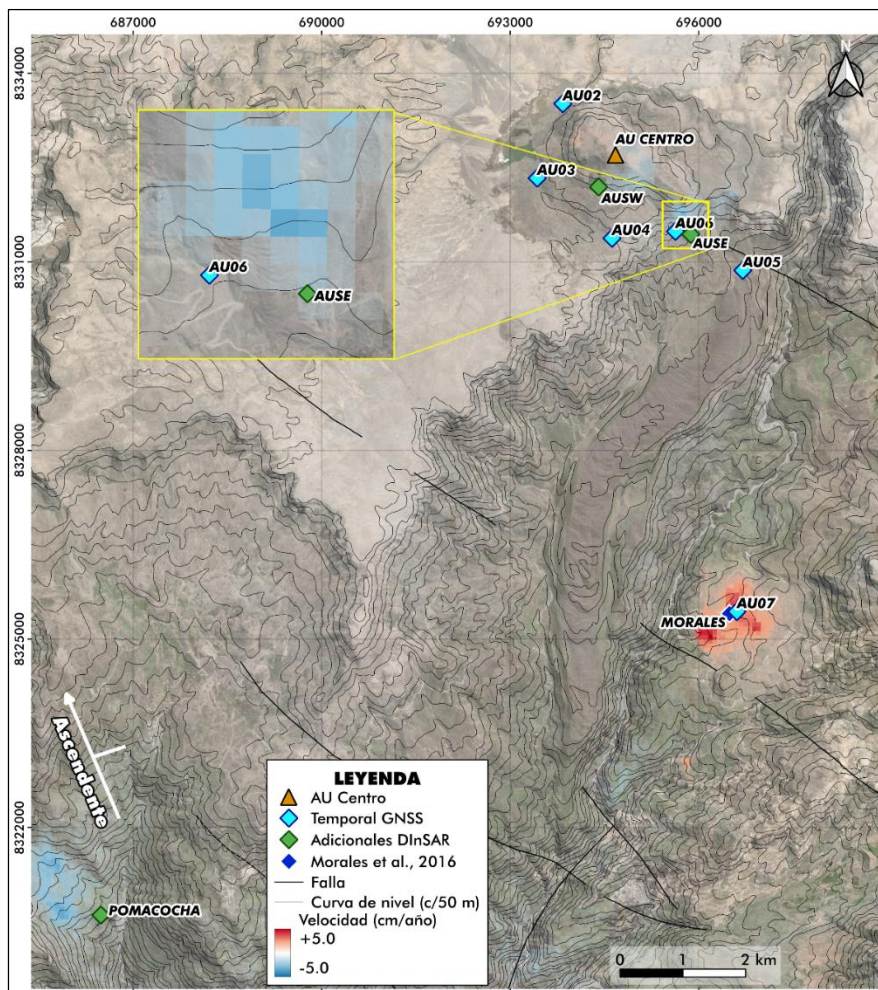 687000
690000
693000
696000
8334000
8331000
8328000
8325000
8322000
N
AU02
AU CENTRO
AU03
AUSW
AU04
AU06
AUSE
AU05
AU06
AUSE
AU07
MORALES
Ascendente
POMACOCHA
LEYENDA
AU Centro
Temporal GNSS
Adicionales DInSAR
Morales et al., 2016
Falla
Curva de nivel (c/50 m)
Velocidad (cm/año)
+5.0
-5.0
0 1 2 km